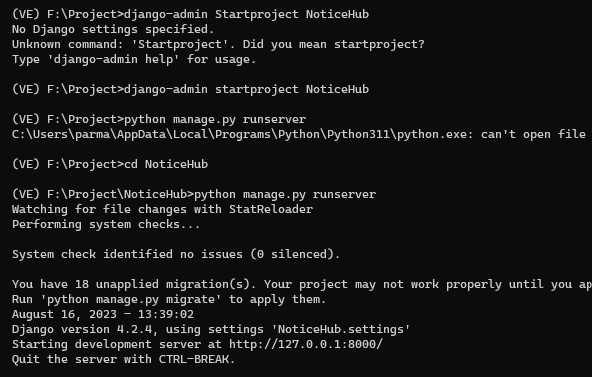 (VE) F:\Project>django-admin Startproject NoticeHub
No Django settings specified.
Unknown command: 'Startproject'. Did you mean startproject?
Type 'django-admin help' for usage.
(VE) F:\Project>django-admin startproject NoticeHub
(VE) F:\Project>python manage.py runserver
C:\Users\parma\AppData\Local\Programs\Python\Python311\python.exe: can't open file
(VE) F:\Project>cd NoticeHub
(VE) F:\Project\NoticeHub>python manage.py runserver
Watching for file changes with StatReloader
Performing system checks...
System check identified no issues (0 silenced).
You have 18 unapplied migration(s). Your project may not work properly until you ap
Run 'python manage.py migrate' to apply them.
August 16, 2023 - 13:39:02
Django version 4.2.4, using settings 'NoticeHub.settings'
Starting development server at http://127.0.0.1:8000/
Quit the server with CTRL-BREAK.